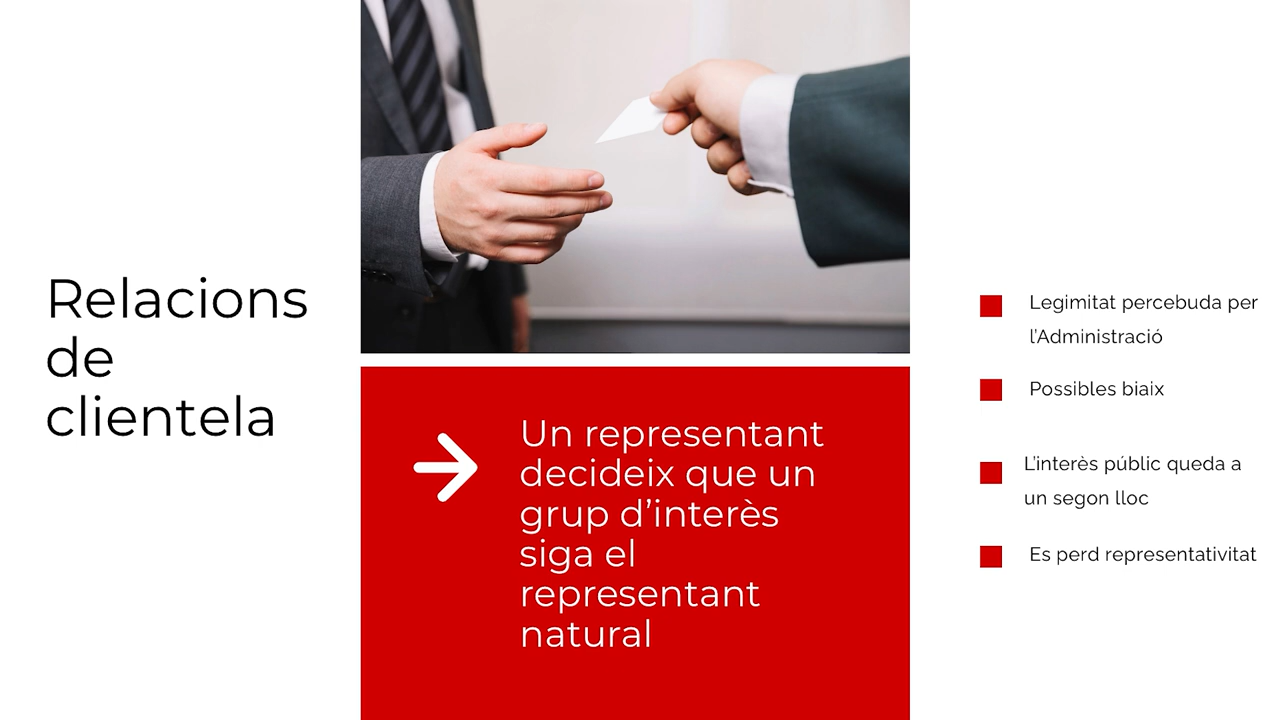 Relacions
de
clientela
Un representant
decideix que un
grup d’interès
siga el
representant
natural
Legimitat percebuda per
l’Administració
Possibles biaix
L’interès públic queda a
un segon lloc
Es perd representativitat